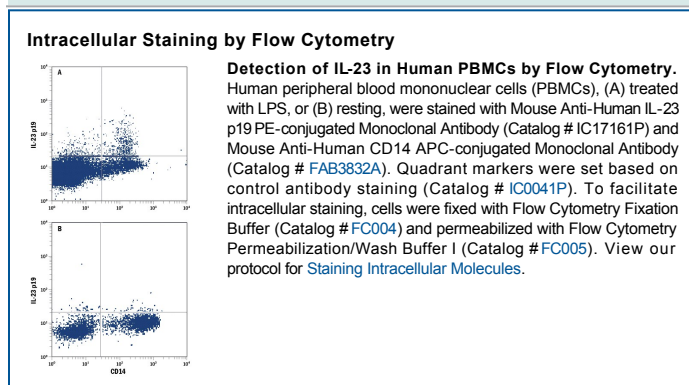 Intracellular Staining by Flow Cytometry
A
IL-23 p19
B
IL-23 p19
CD14
Detection of IL-23 in Human PBMCs by Flow Cytometry.
Human peripheral blood mononuclear cells (PBMCs), (A) treated
with LPS, or (B) resting, were stained with Mouse Anti-Human IL-23
p19 PE-conjugated Monoclonal Antibody (Catalog # IC17161P) and
Mouse Anti-Human CD14 APC-conjugated Monoclonal Antibody
(Catalog # FAB3832A). Quadrant markers were set based on
control antibody staining (Catalog # IC0041P). To facilitate
intracellular staining, cells were fixed with Flow Cytometry Fixation
Buffer (Catalog # FC004) and permeabilized with Flow Cytometry
Permeabilization/Wash Buffer I (Catalog # FC005). View our
protocol for Staining Intracellular Molecules.